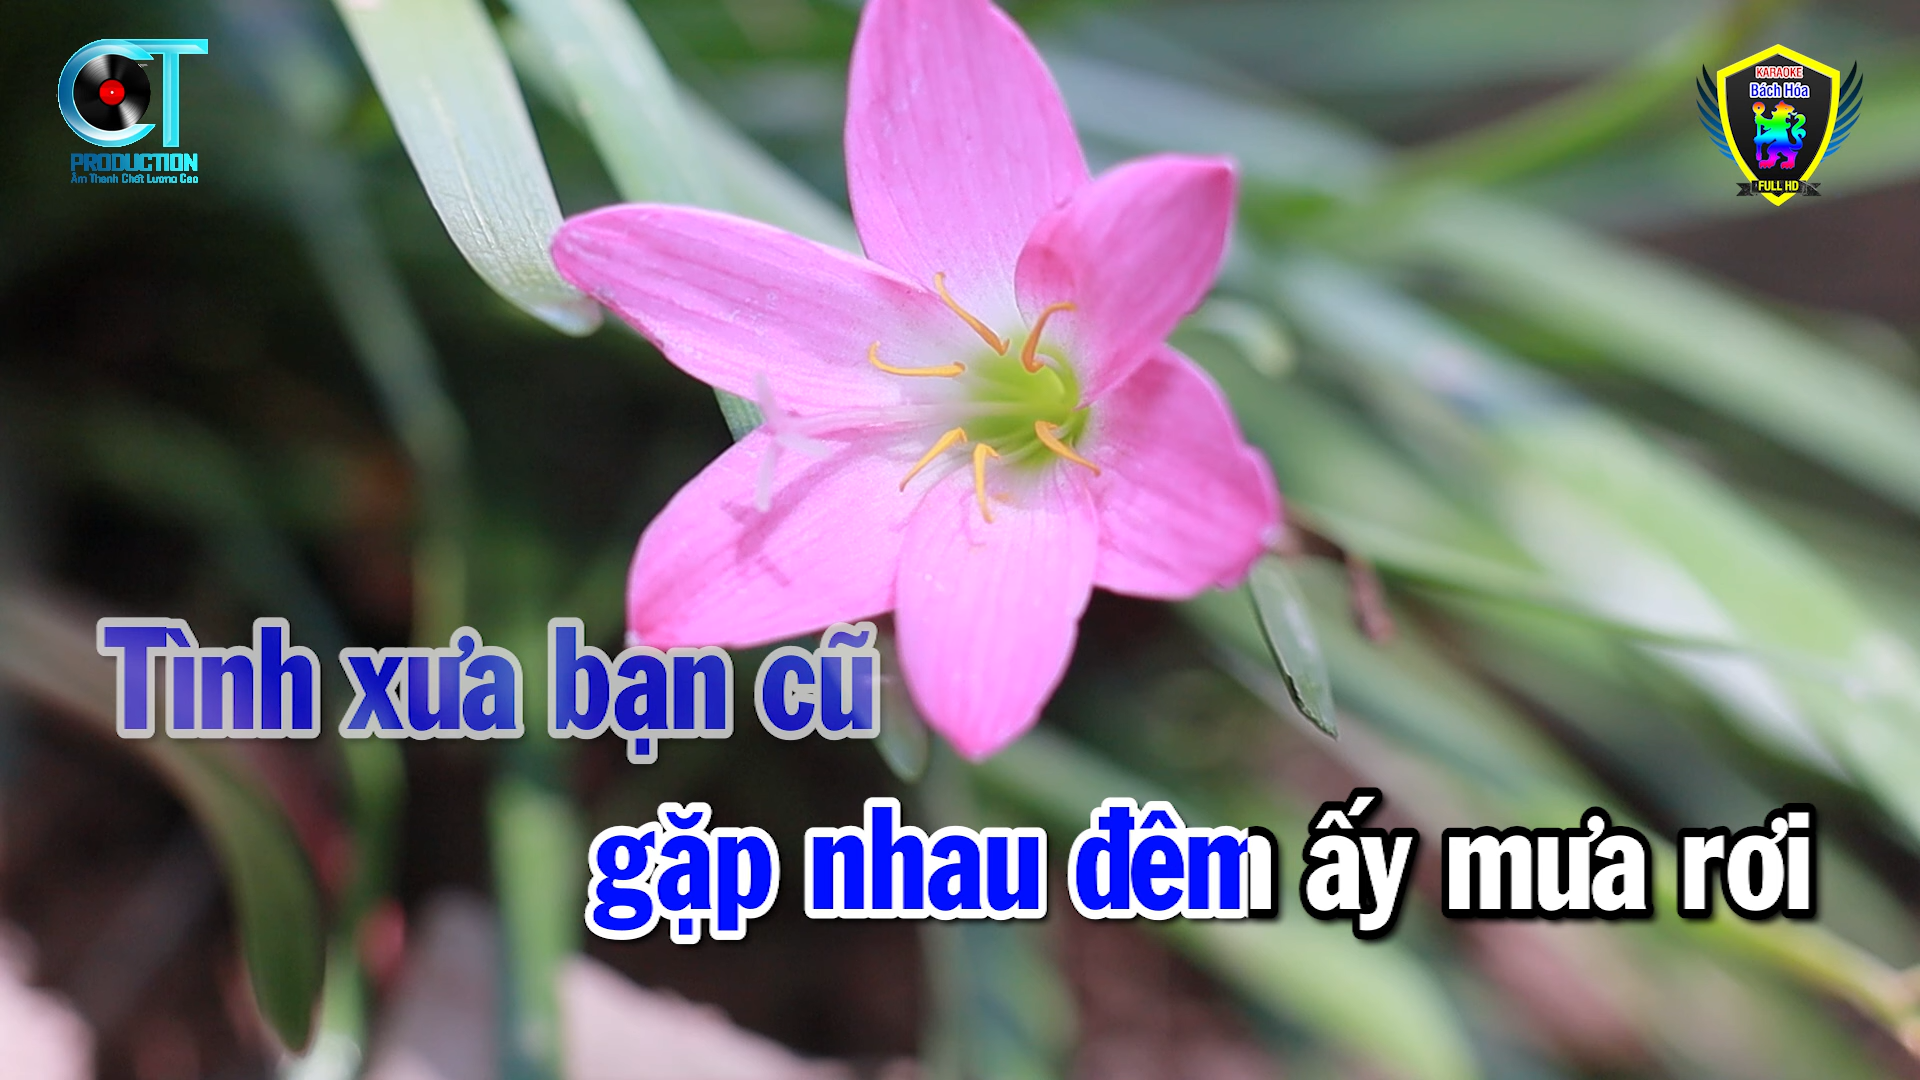 CT
PRODUCTION
Âm Thanh Chất Lượng Cao
KARAOKE
Bách Hóa
FULL HD
Tình xưa bạn cũ
gặp nhau đêm ấy mưa rơi